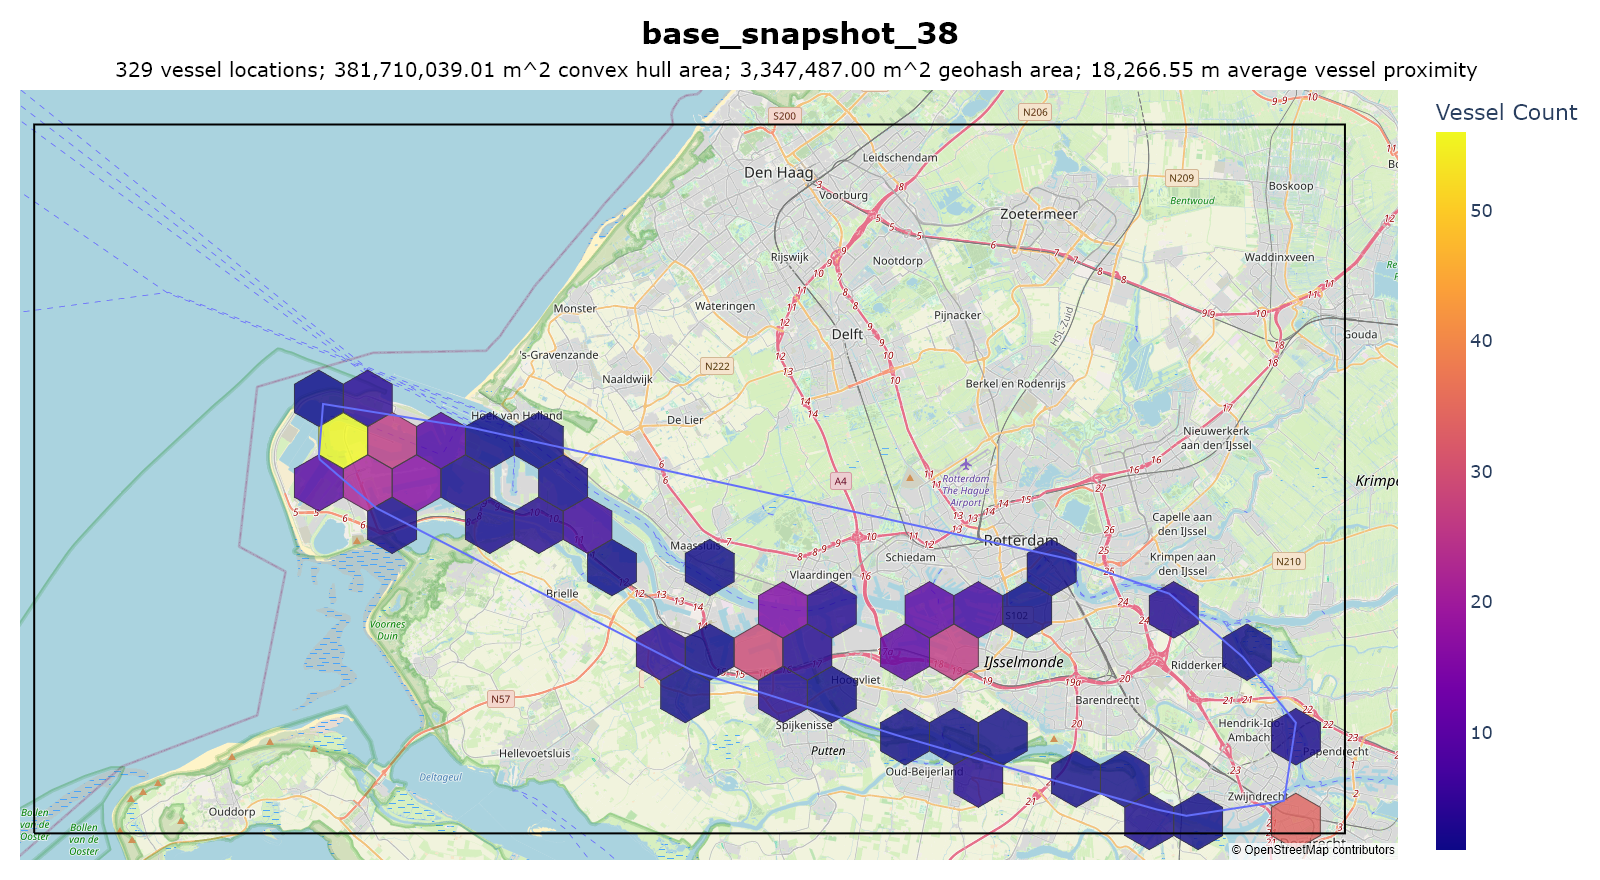 base_snapshot_38
329 vessel locations; 381,710,039.01 m^2 convex hull area; 3,347,487.00 m^2 geohash area; 18,266.55 m average vessel proximity
Vessel Count
50
40
30
20
10
S200
N206
Leidschendam
Den Haag
Voorburg
N209
Boskoop
Bentwoud
Zoetermeer
Rijswijk
Nootdorp
Waddinxveen
Monster
Wateringen
Pijnacker
HSL-Zuid
Delft
Gouda
's-Gravenzande
N222
Naaldwijk
Berkel en Rodenrijs
Hoek van Holland
De Lier
Nieuwerkerk
aan den IJssel
A4
Rotterdam
The Hague
Airport
Krimpe
Capelle aan
den IJssel
Rotterdam
Maassluis
Schiedam
Krimpen aan
den IJssel
N210
Vlaardingen
Brielle
S102
Voornes
Duin
IJsselmonde
Ridderkerk
Hoogvliet
N57
Barendrecht
Spijkenisse
Hendrik-Ido-
Ambacht
Putten
Papendrecht
Hellevoetsluis
Oud-Beijerland
Deltageul
Zwijndrecht
Ouddorp
Bollen
van de
Ooster
Bollen
van de
Ooster
© OpenStreetMap contributors